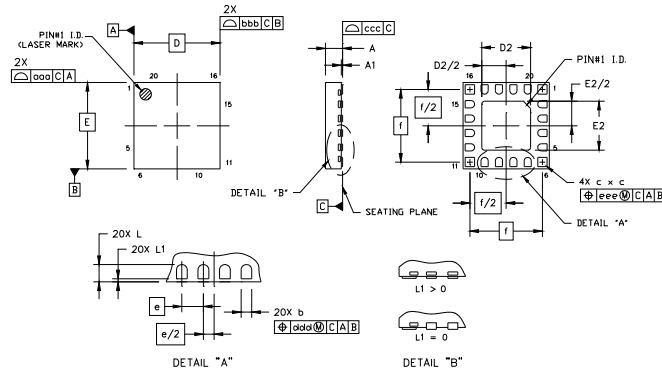 2X
⌓ bbb C B
A
D
PIN#1 I.D.
(LASER MARK)
2X
⌓ aaa C A
1
20
16
15
E
5
11
6
10
B
⌓ ccc C
A
A1
DETAIL "B"
C
SEATING PLANE
D2
D2/2
16
20
PIN#1 I.D.
1
15
f/2
f
E2/2
E2
5
11
10
6
f/2
f
4X c x c
⌖ eee Ⓜ C A B
DETAIL "A"
20X L
20X L1
e
e/2
20X b
⌖ ddd Ⓜ C A B
DETAIL "A"
L1 > 0
L1 = 0
DETAIL "B"